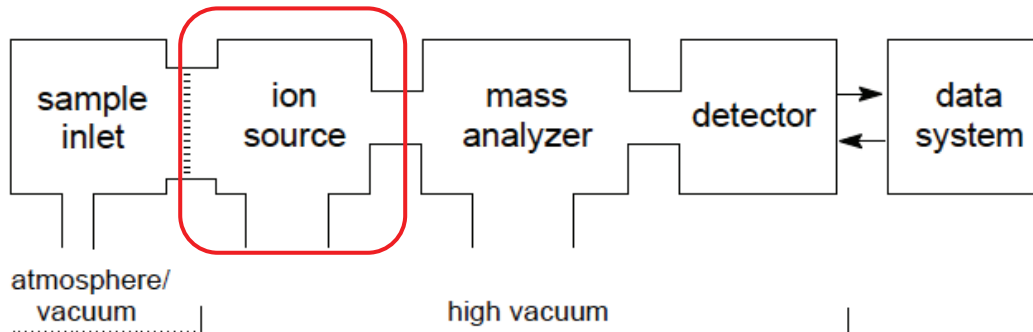 sample
inlet
ion
source
mass
analyzer
detector
data
system
atmosphere/
vacuum
high vacuum